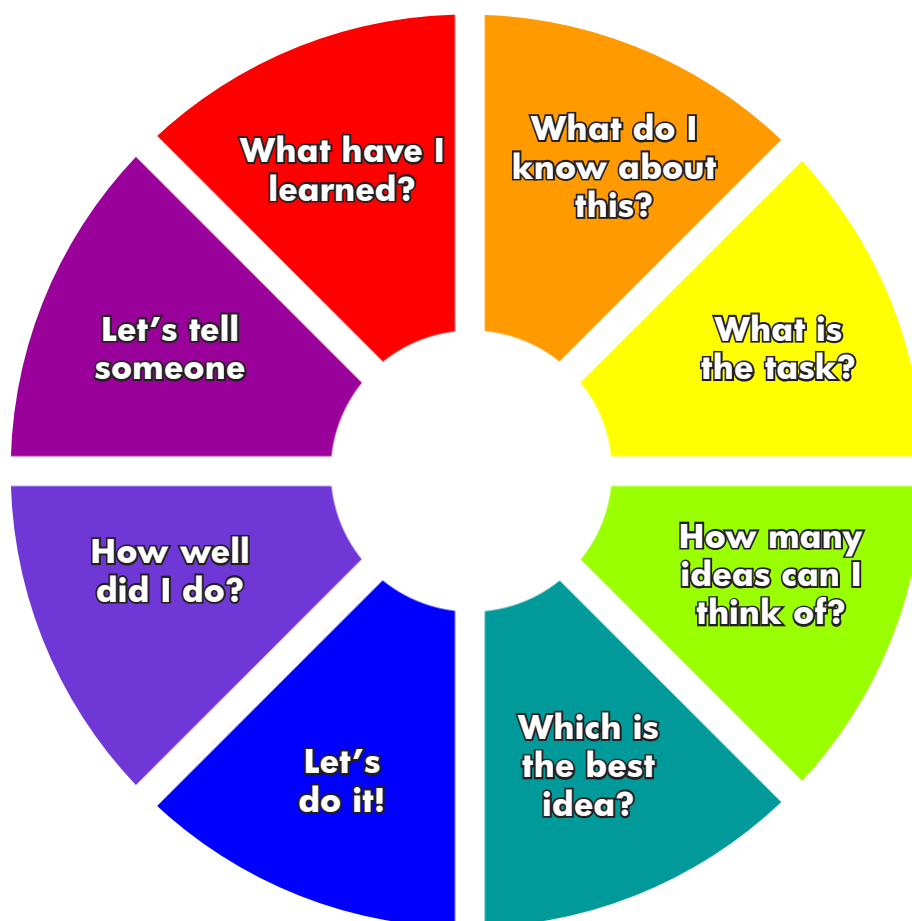 What do I
know about
this?
What is
the task?
How many
ideas can I
think of?
Which is
the best
idea?
Let’s
do it!
How well
did I do?
Let’s tell
someone
What have I
learned?